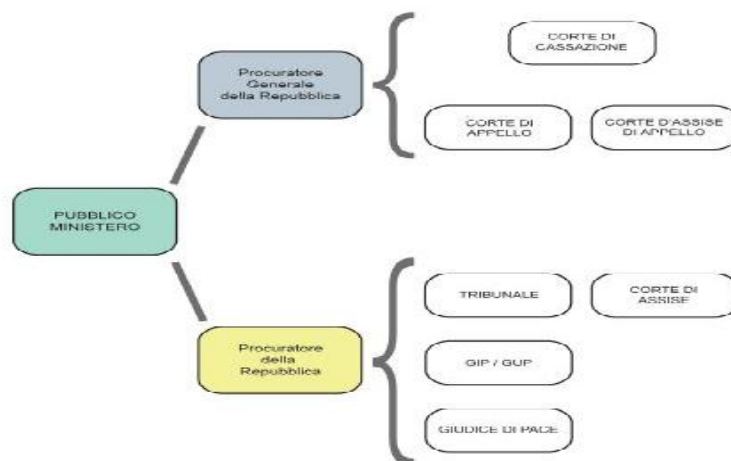 CORTE DI
CASSAZIONE
Procuratore
Generale
della Repubblica
CORTE DI
APPELLO
CORTE D'ASSISE
DI APPELLO
PUBBLICO
MINISTERO
TRIBUNALE
CORTE DI
ASSISE
Procuratore
della
Repubblica
GIP / GUP
GIUDICE DI PACE